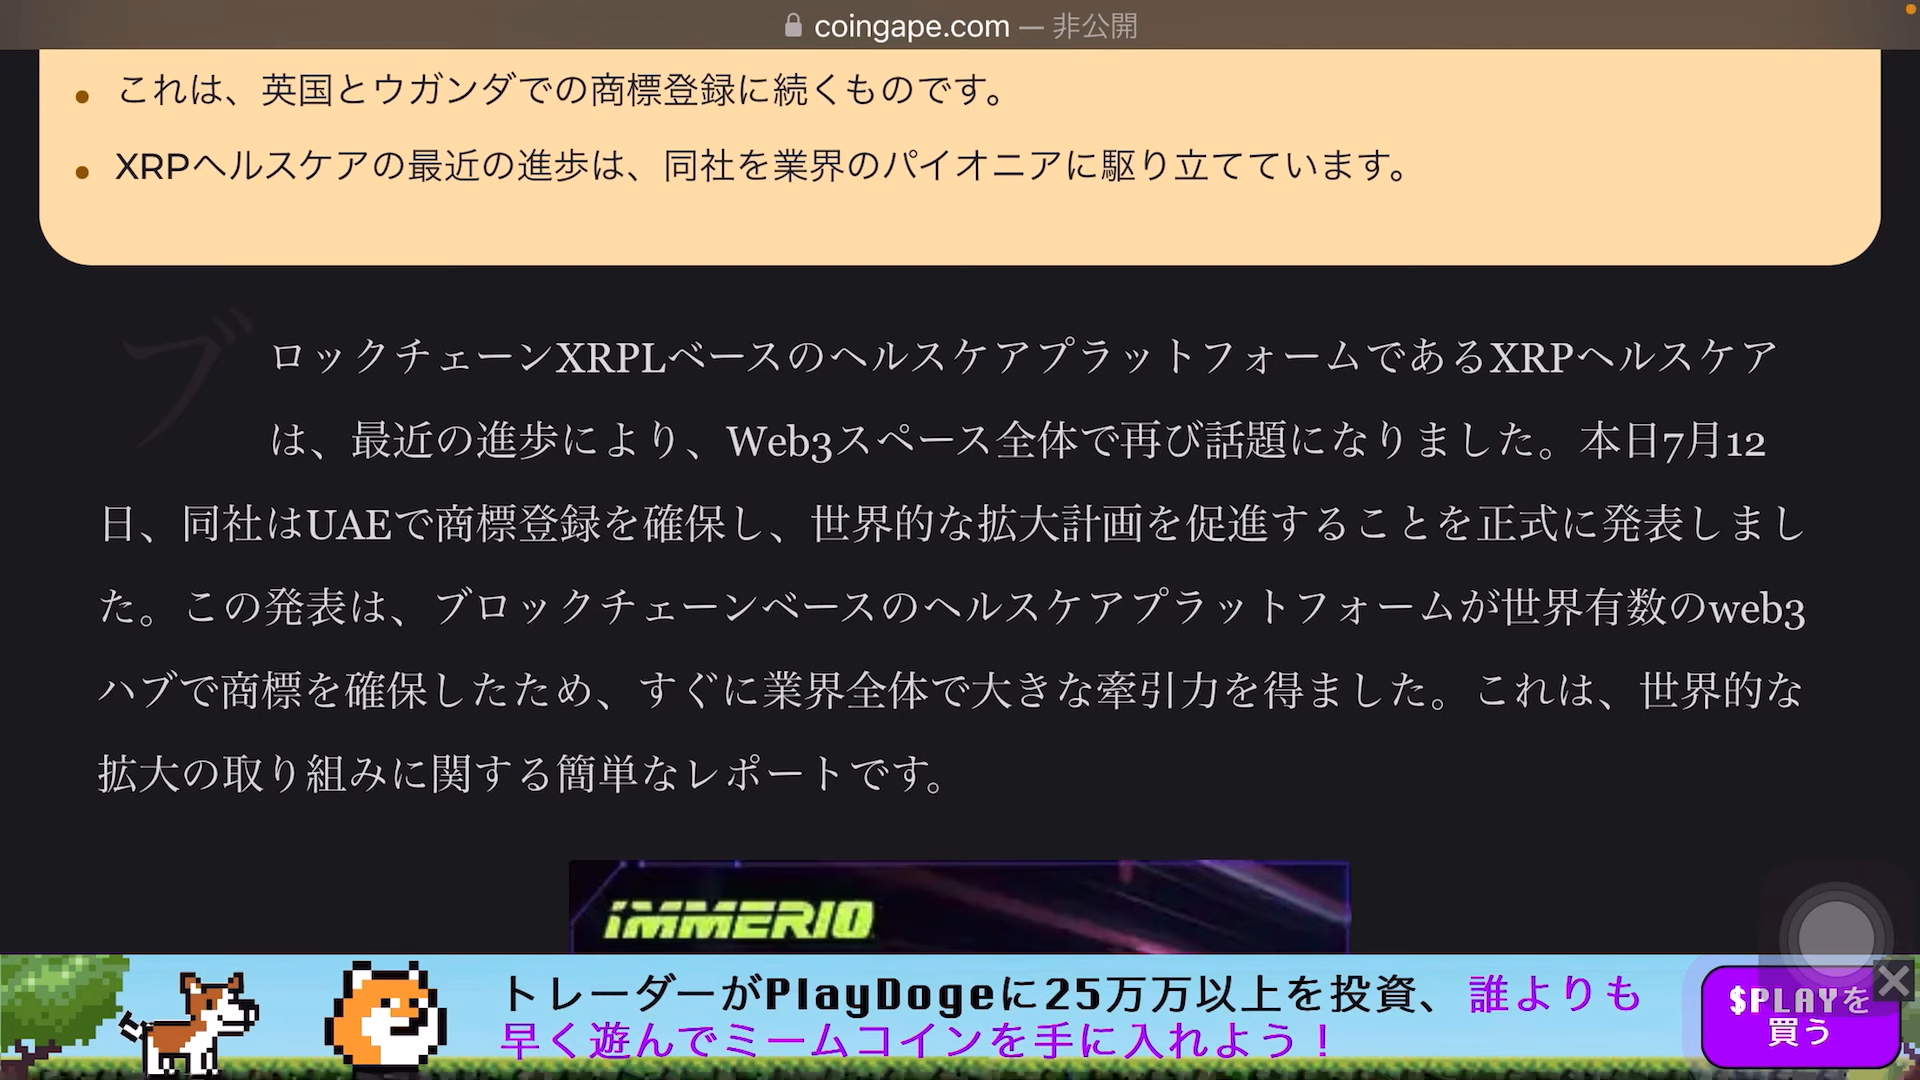 coingape.com — 非公開
• これは、英国とウガンダでの商標登録に続くものです。
• XRPヘルスケアの最近の進歩は、同社を業界のパイオニアに駆り立てています。
ブロックチェーンXRPLベースのヘルスケアプラットフォームであるXRPヘルスケア
は、最近の進歩により、Web3スペース全体で再び話題になりました。本日7月12
日、同社はUAEで商標登録を確保し、世界的な拡大計画を促進することを正式に発表しまし
た。この発表は、ブロックチェーンベースのヘルスケアプラットフォームが世界有数のweb3
ハブで商標を確保したため、すぐに業界全体で大きな牽引力を得ました。これは、世界的な
拡大の取り組みに関する簡単なレポートです。
IMMERIO
トレーダーがPlayDogeに25万万以上を投資、誰よりも
早く遊んでミームコインを手に入れよう！
$PLAYを
買う